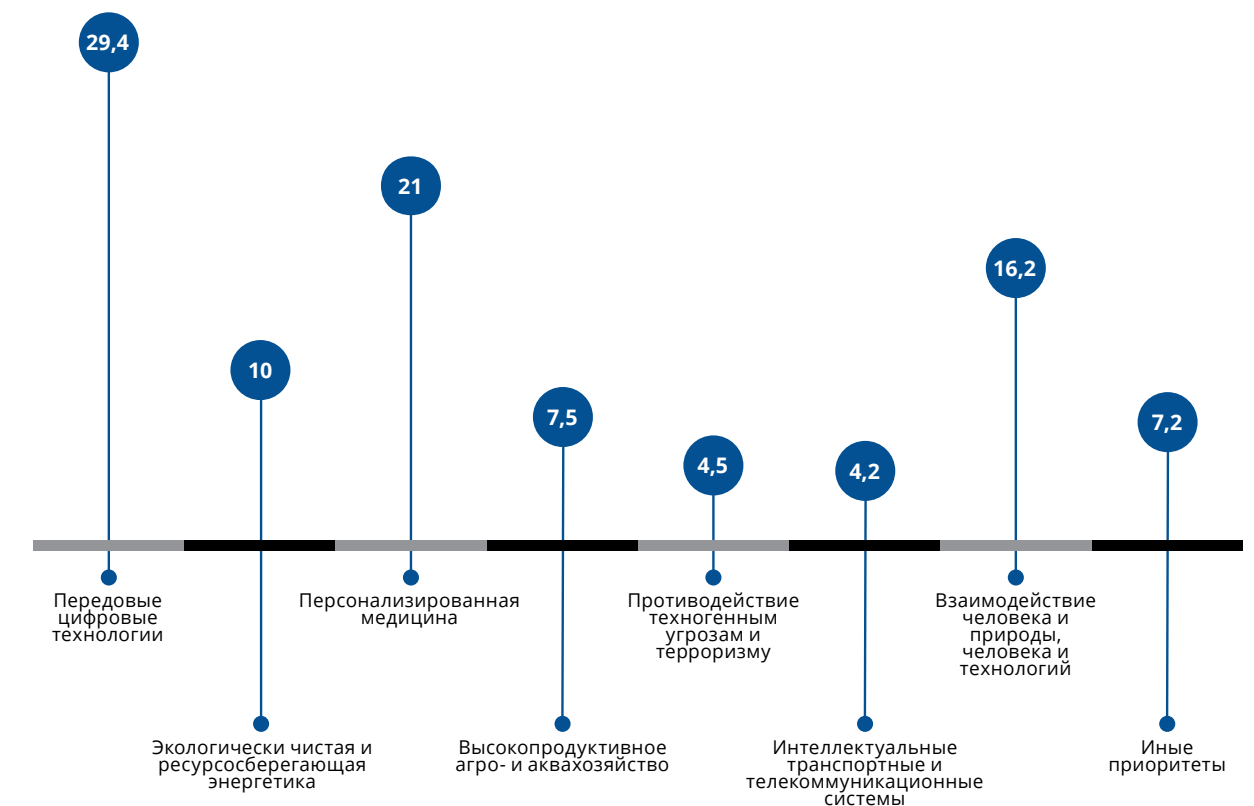 29,4
21
16,2
10
7,5
7,2
4,5
4,2
Передовые
цифровые
технологии
Персонализированная
медицина
Противодействие
техногенным
угрозам и
терроризму
Взаимодействие
человека и
природы,
человека и
технологий
Экологически чистая и
ресурсосберегающая
энергетика
Высокопродуктивное
агро- и аквахозяйство
Интеллектуальные
транспортные и
телекоммуникационные
системы
Иные
приоритеты